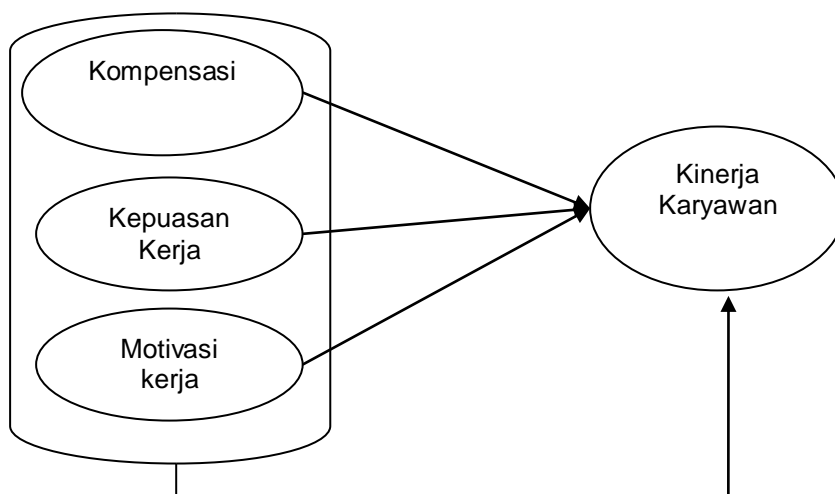 Kompensasi
Kepuasan
Kerja
Motivasi
kerja
Kinerja
Karyawan